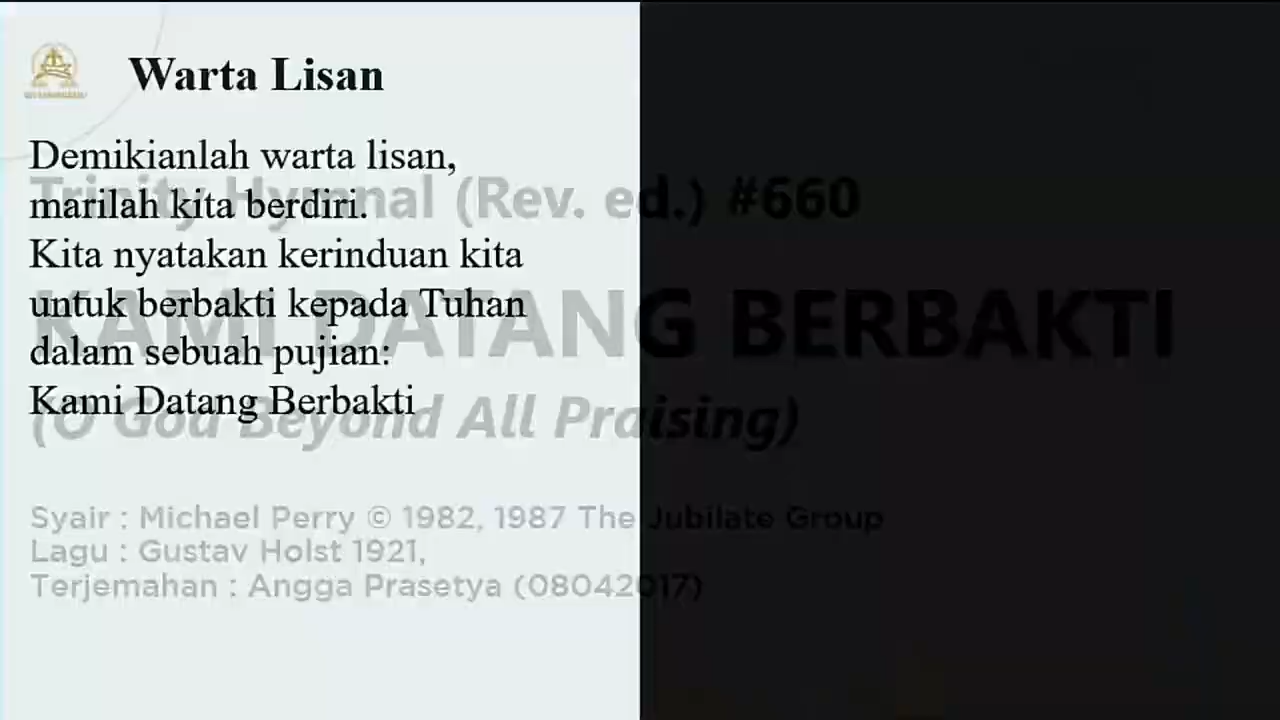 Warta Lisan
Demikianlah warta lisan,
marilah kita berdiri.
Kita nyatakan kerinduan kita
untuk berbakti kepada Tuhan
dalam sebuah pujian:
Kami Datang Berbakti
Trinity Hymnal (Rev. ed.) #660
KAMI DATANG BERBAKTI
(O God Beyond All Praising)
Syair : Michael Perry © 1982, 1987 The Jubilate Group
Lagu : Gustav Holst 1921,
Terjemahan : Angga Prasetya (08042017)